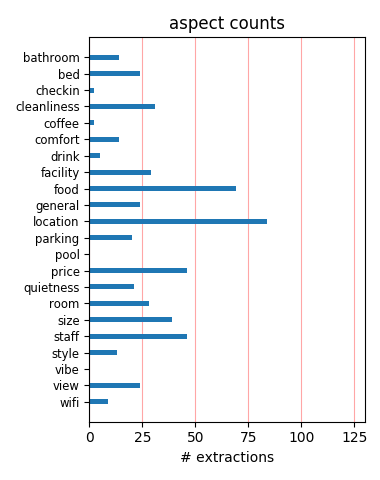 aspect counts
bathroom
bed
checkin
cleanliness
coffee
comfort
drink
facility
food
general
location
parking
pool
price
quietness
room
size
staff
style
vibe
view
wifi
0 25 50 75 100 125
# extractions